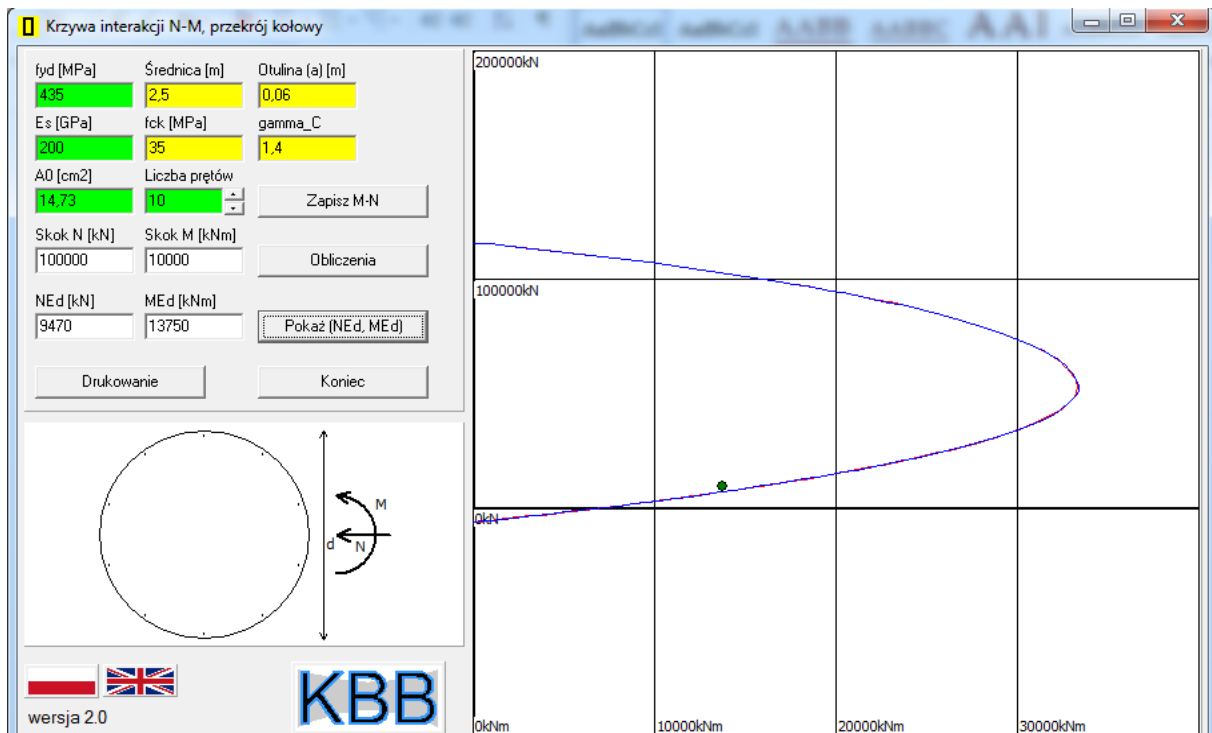 Krzywa interakcji N-M, przekrój kołowy
fyd [MPa] Średnica [m] Otulina (a) [m]
435 2,5 0,06
Es [GPa] fck [MPa] gamma_C
200 35 1,4
A0 [cm2] Liczba prętów
14,73 10 Zapisz M-N
Skok N [kN] Skok M [kNm]
100000 10000 Obliczenia
NEd [kN] MEd [kNm]
9470 13750 Pokaż (NEd, MEd)
Drukowanie Koniec
M
d N
KBB
wersja 2.0
200000kN
100000kN
0kN
0kNm 10000kNm 20000kNm 30000kNm